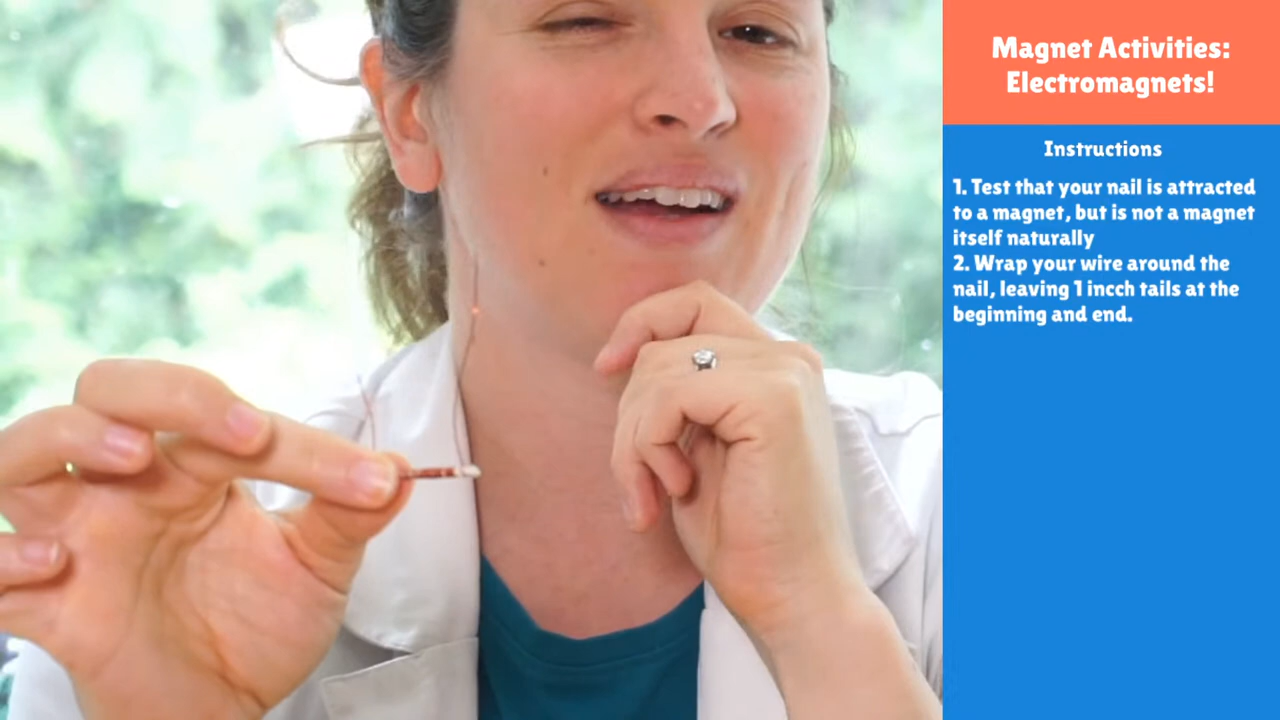 Magnet Activities:
Electromagnets!
Instructions
1. Test that your nail is attracted
to a magnet, but is not a magnet
itself naturally
2. Wrap your wire around the
nail, leaving 1 incch tails at the
beginning and end.